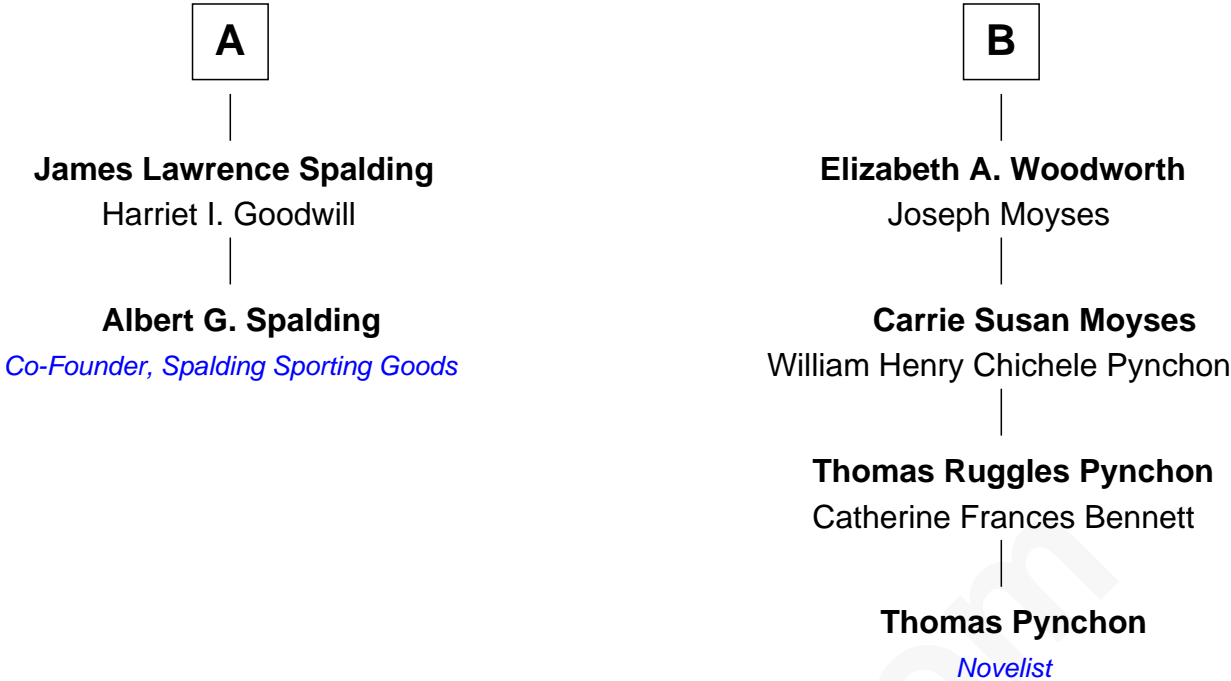 A
James Lawrence Spalding
Harriet I. Goodwill
Albert G. Spalding
Co-Founder, Spalding Sporting Goods
B
Elizabeth A. Woodworth
Joseph Moyses
Carrie Susan Moyses
William Henry Chichele Pynchon
Thomas Ruggles Pynchon
Catherine Frances Bennett
Thomas Pynchon
Novelist